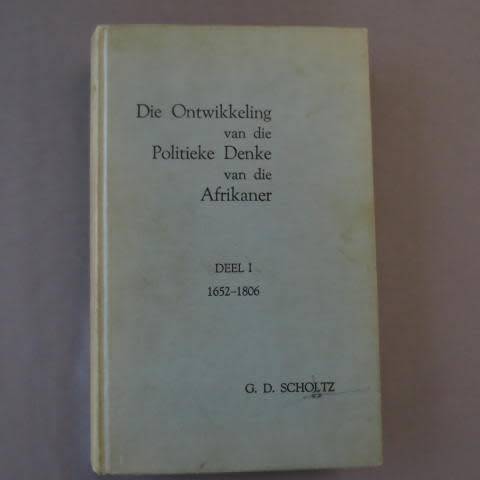 Die Ontwikkeling
van die
Politieke Denke
van die
Afrikaner
DEEL I
1652-1806
G. D. SCHOLTZ